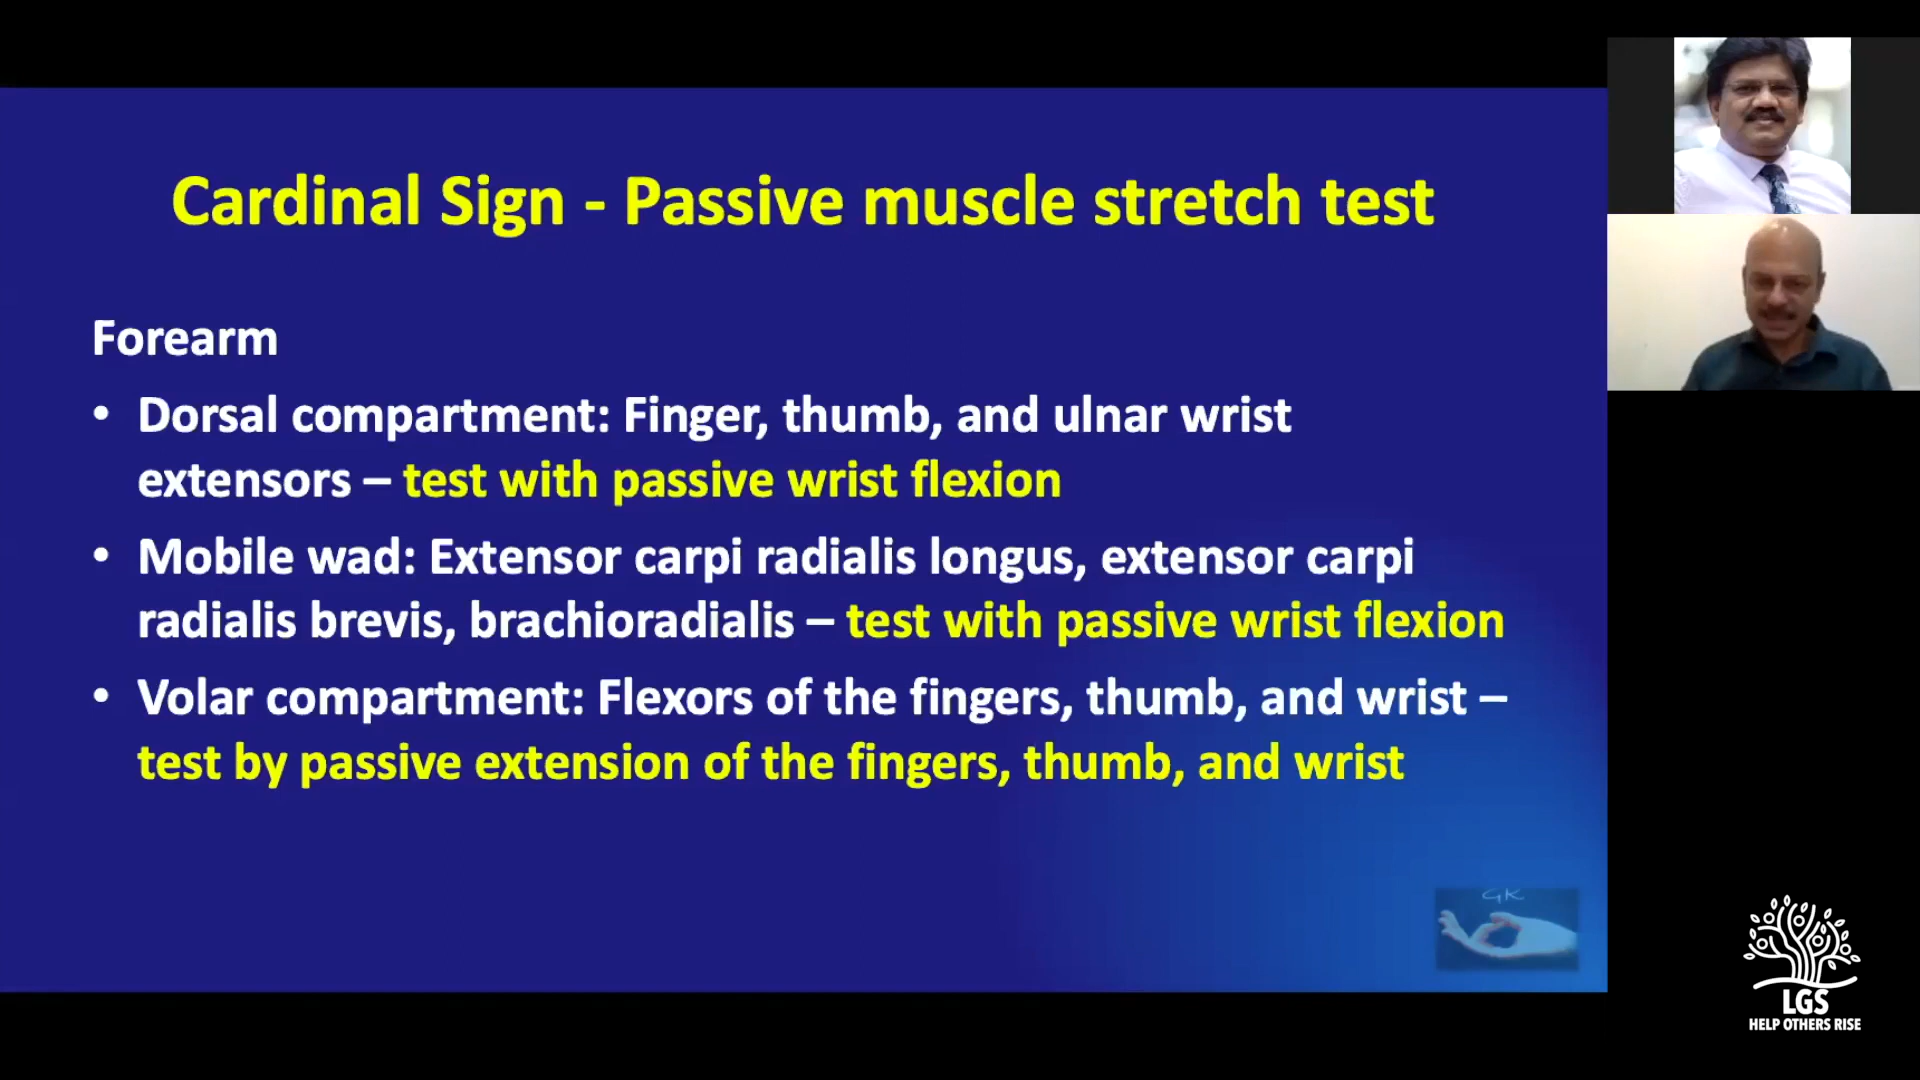 Cardinal Sign - Passive muscle stretch test
Forearm
• Dorsal compartment: Finger, thumb, and ulnar wrist
extensors – test with passive wrist flexion
• Mobile wad: Extensor carpi radialis longus, extensor carpi
radialis brevis, brachioradialis – test with passive wrist flexion
• Volar compartment: Flexors of the fingers, thumb, and wrist –
test by passive extension of the fingers, thumb, and wrist
GK
LGS
HELP OTHERS RISE